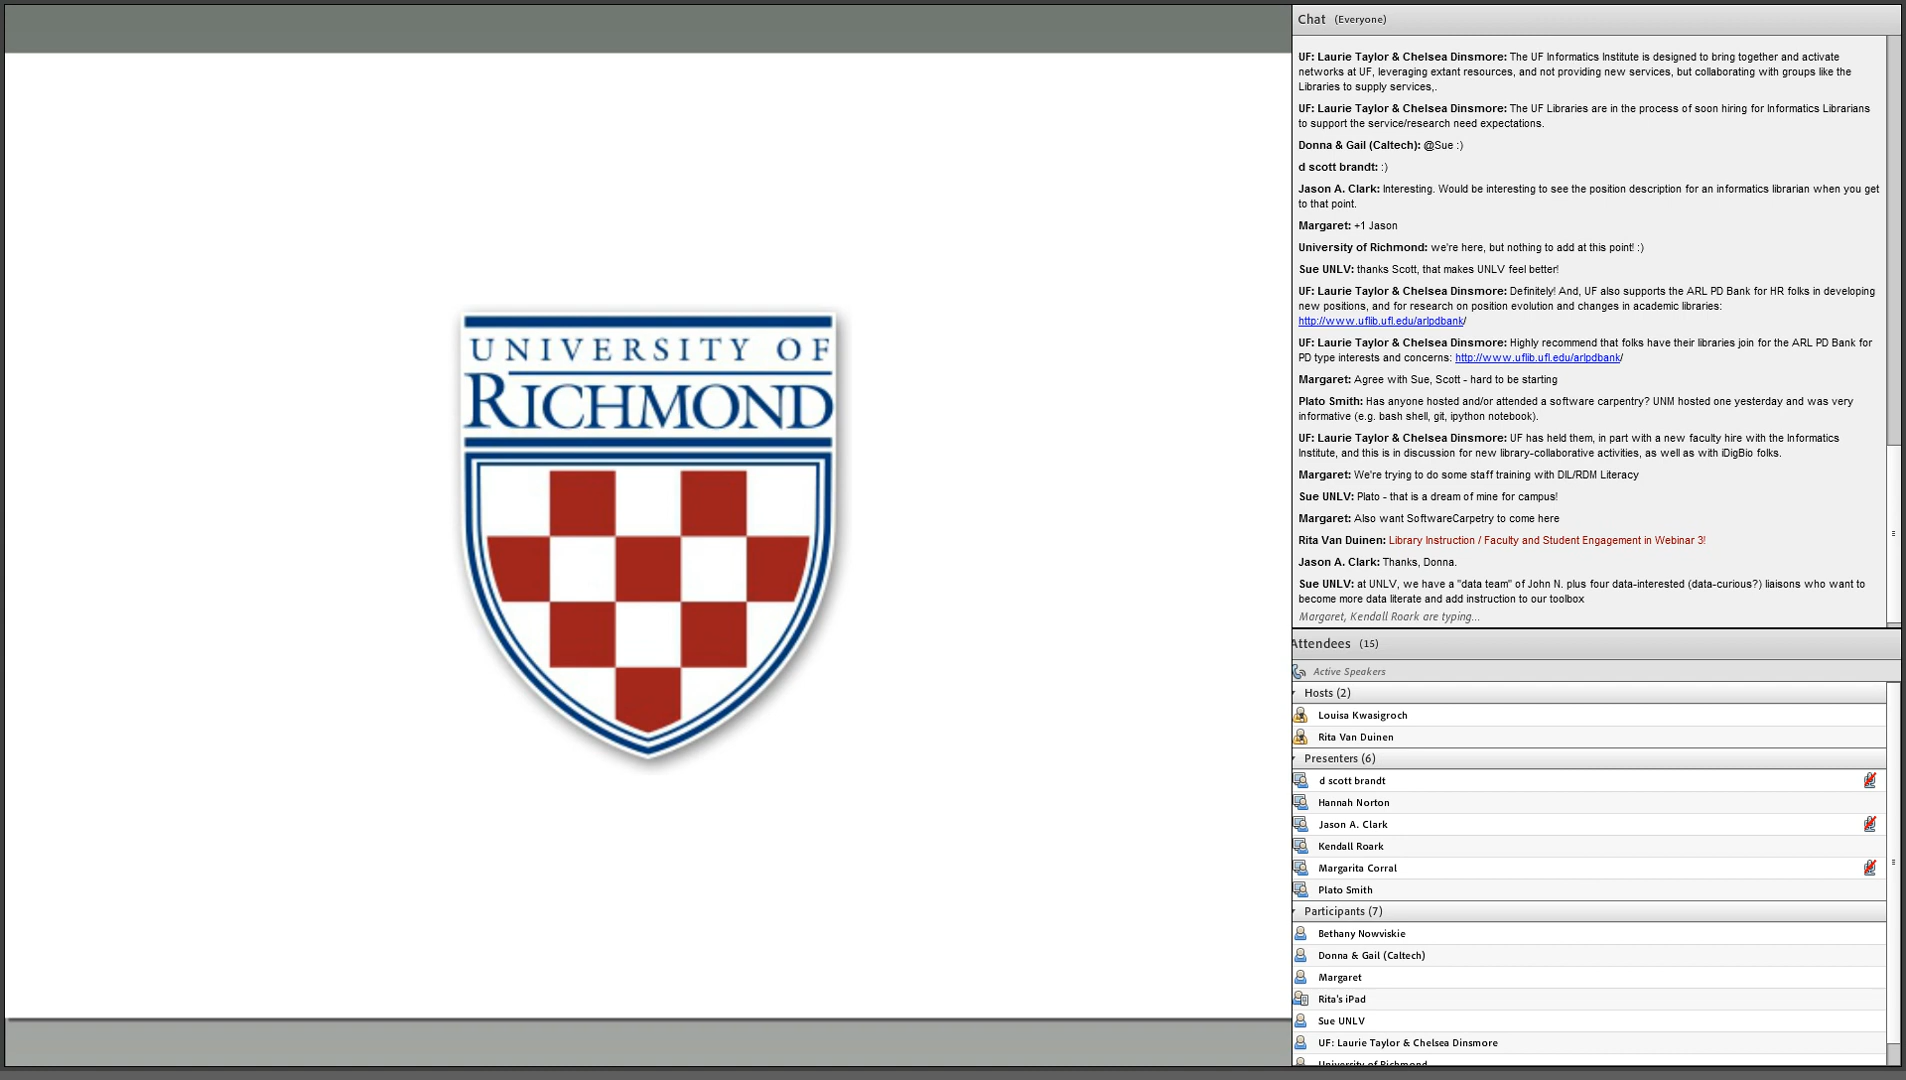 UNIVERSITY OF
RICHMOND
Chat (Everyone)
UF: Laurie Taylor & Chelsea Dinsmore: The UF Informatics Institute is designed to bring together and activate
networks at UF, leveraging extant resources, and not providing new services, but collaborating with groups like the
Libraries to supply services,.
UF: Laurie Taylor & Chelsea Dinsmore: The UF Libraries are in the process of soon hiring for Informatics Librarians
to support the service/research need expectations.
Donna & Gail (Caltech): @Sue :)
d scott brandt: :)
Jason A. Clark: Interesting. Would be interesting to see the position description for an informatics librarian when you get
to that point.
Margaret: +1 Jason
University of Richmond: we're here, but nothing to add at this point! :)
Sue UNLV: thanks Scott, that makes UNLV feel better!
UF: Laurie Taylor & Chelsea Dinsmore: Definitely! And, UF also supports the ARL PD Bank for HR folks in developing
new positions, and for research on position evolution and changes in academic libraries:
http://www.uflib.ufl.edu/arlpdbank/
UF: Laurie Taylor & Chelsea Dinsmore: Highly recommend that folks have their libraries join for the ARL PD Bank for
PD type interests and concerns: http://www.uflib.ufl.edu/arlpdbank/
Margaret: Agree with Sue, Scott - hard to be starting
Plato Smith: Has anyone hosted and/or attended a software carpentry? UNM hosted one yesterday and was very
informative (e.g. bash shell, git, ipython notebook).
UF: Laurie Taylor & Chelsea Dinsmore: UF has held them, in part with a new faculty hire with the Informatics
Institute, and this is in discussion for new library-collaborative activities, as well as with iDigBio folks.
Margaret: We're trying to do some staff training with DIL/RDM Literacy
Sue UNLV: Plato - that is a dream of mine for campus!
Margaret: Also want SoftwareCarpetry to come here
Rita Van Duinen: Library Instruction / Faculty and Student Engagement in Webinar 3!
Jason A. Clark: Thanks, Donna.
Sue UNLV: at UNLV, we have a "data team" of John N. plus four data-interested (data-curious?) liaisons who want to
become more data literate and add instruction to our toolbox
Margaret, Kendall Roark are typing...
Attendees (15)
Active Speakers
Hosts (2)
Louisa Kwasigroch
Rita Van Duinen
Presenters (6)
d scott brandt
Hannah Norton
Jason A. Clark
Kendall Roark
Margarita Corral
Plato Smith
Participants (7)
Bethany Nowviskie
Donna & Gail (Caltech)
Margaret
Rita's iPad
Sue UNLV
UF: Laurie Taylor & Chelsea Dinsmore
University of Richmond